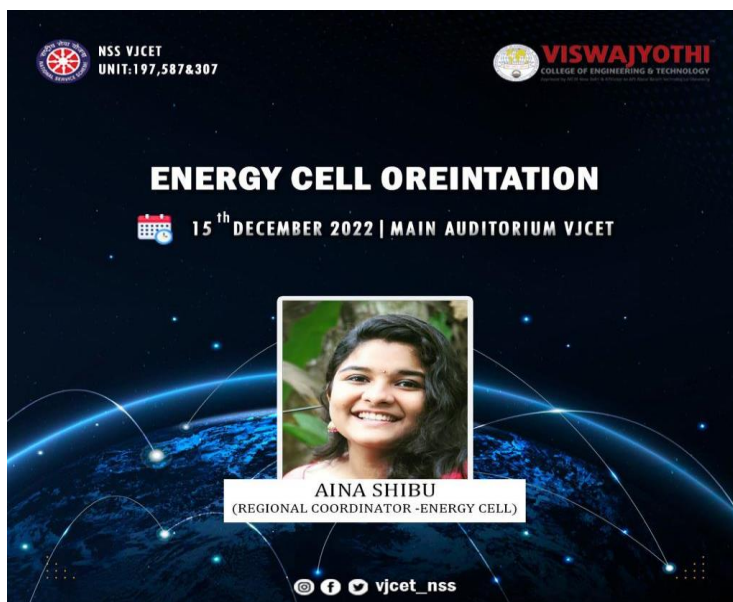 NSS VJCET
UNIT:197,587&307
VISWAJYOTHI
COLLEGE OF ENGINEERING & TECHNOLOGY
ENERGY CELL OREINTATION
15th DECEMBER 2022 | MAIN AUDITORIUM VJCET
AINA SHIBU
(REGIONAL COORDINATOR -ENERGY CELL)
vjcet_nss